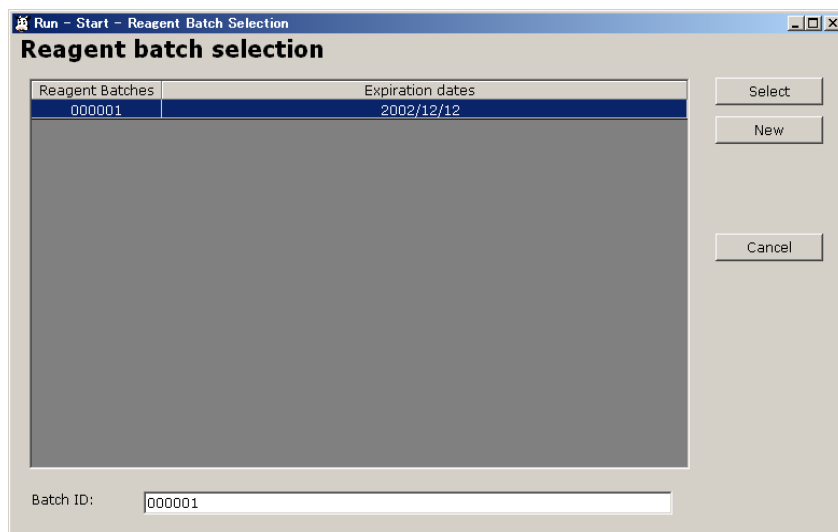 Run - Start - Reagent Batch Selection
Reagent batch selection
Reagent Batches Expiration dates
000001 2002/12/12
Select
New
Cancel
Batch ID: 000001